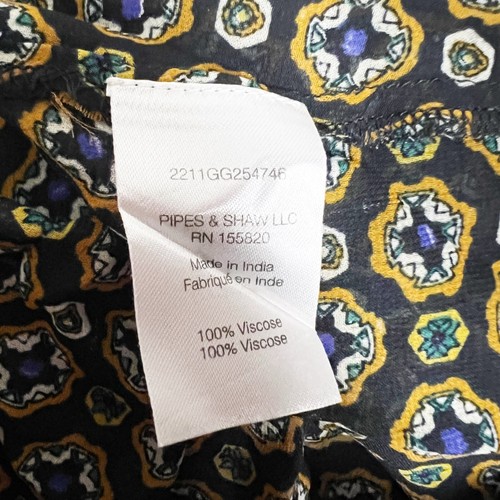 2211GG254746
PIPES & SHAW LLC
RN 155820
Made in India
Fabriqué en Inde
100% Viscose
100% Viscose